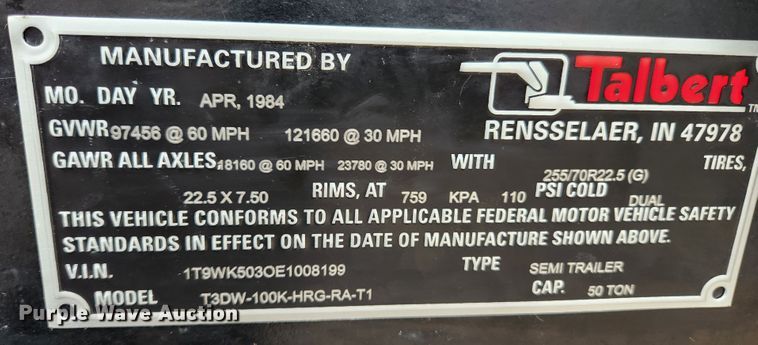 MANUFACTURED BY
Talbert
TM
MO. DAY YR. APR, 1984
GVWR 97456 @ 60 MPH 121660 @ 30 MPH RENSSELAER, IN 47978
GAWR ALL AXLES 18160 @ 60 MPH 23780 @ 30 MPH WITH 255/70R22.5 (G) TIRES,
22.5 X 7.50 RIMS, AT 759 KPA 110 PSI COLD DUAL
THIS VEHICLE CONFORMS TO ALL APPLICABLE FEDERAL MOTOR VEHICLE SAFETY
STANDARDS IN EFFECT ON THE DATE OF MANUFACTURE SHOWN ABOVE.
V.I.N. 1T9WK503OE1008199 TYPE SEMI TRAILER
MODEL T3DW-100K-HRG-RA-T1 CAP. 50 TON
Purple Wave Auction